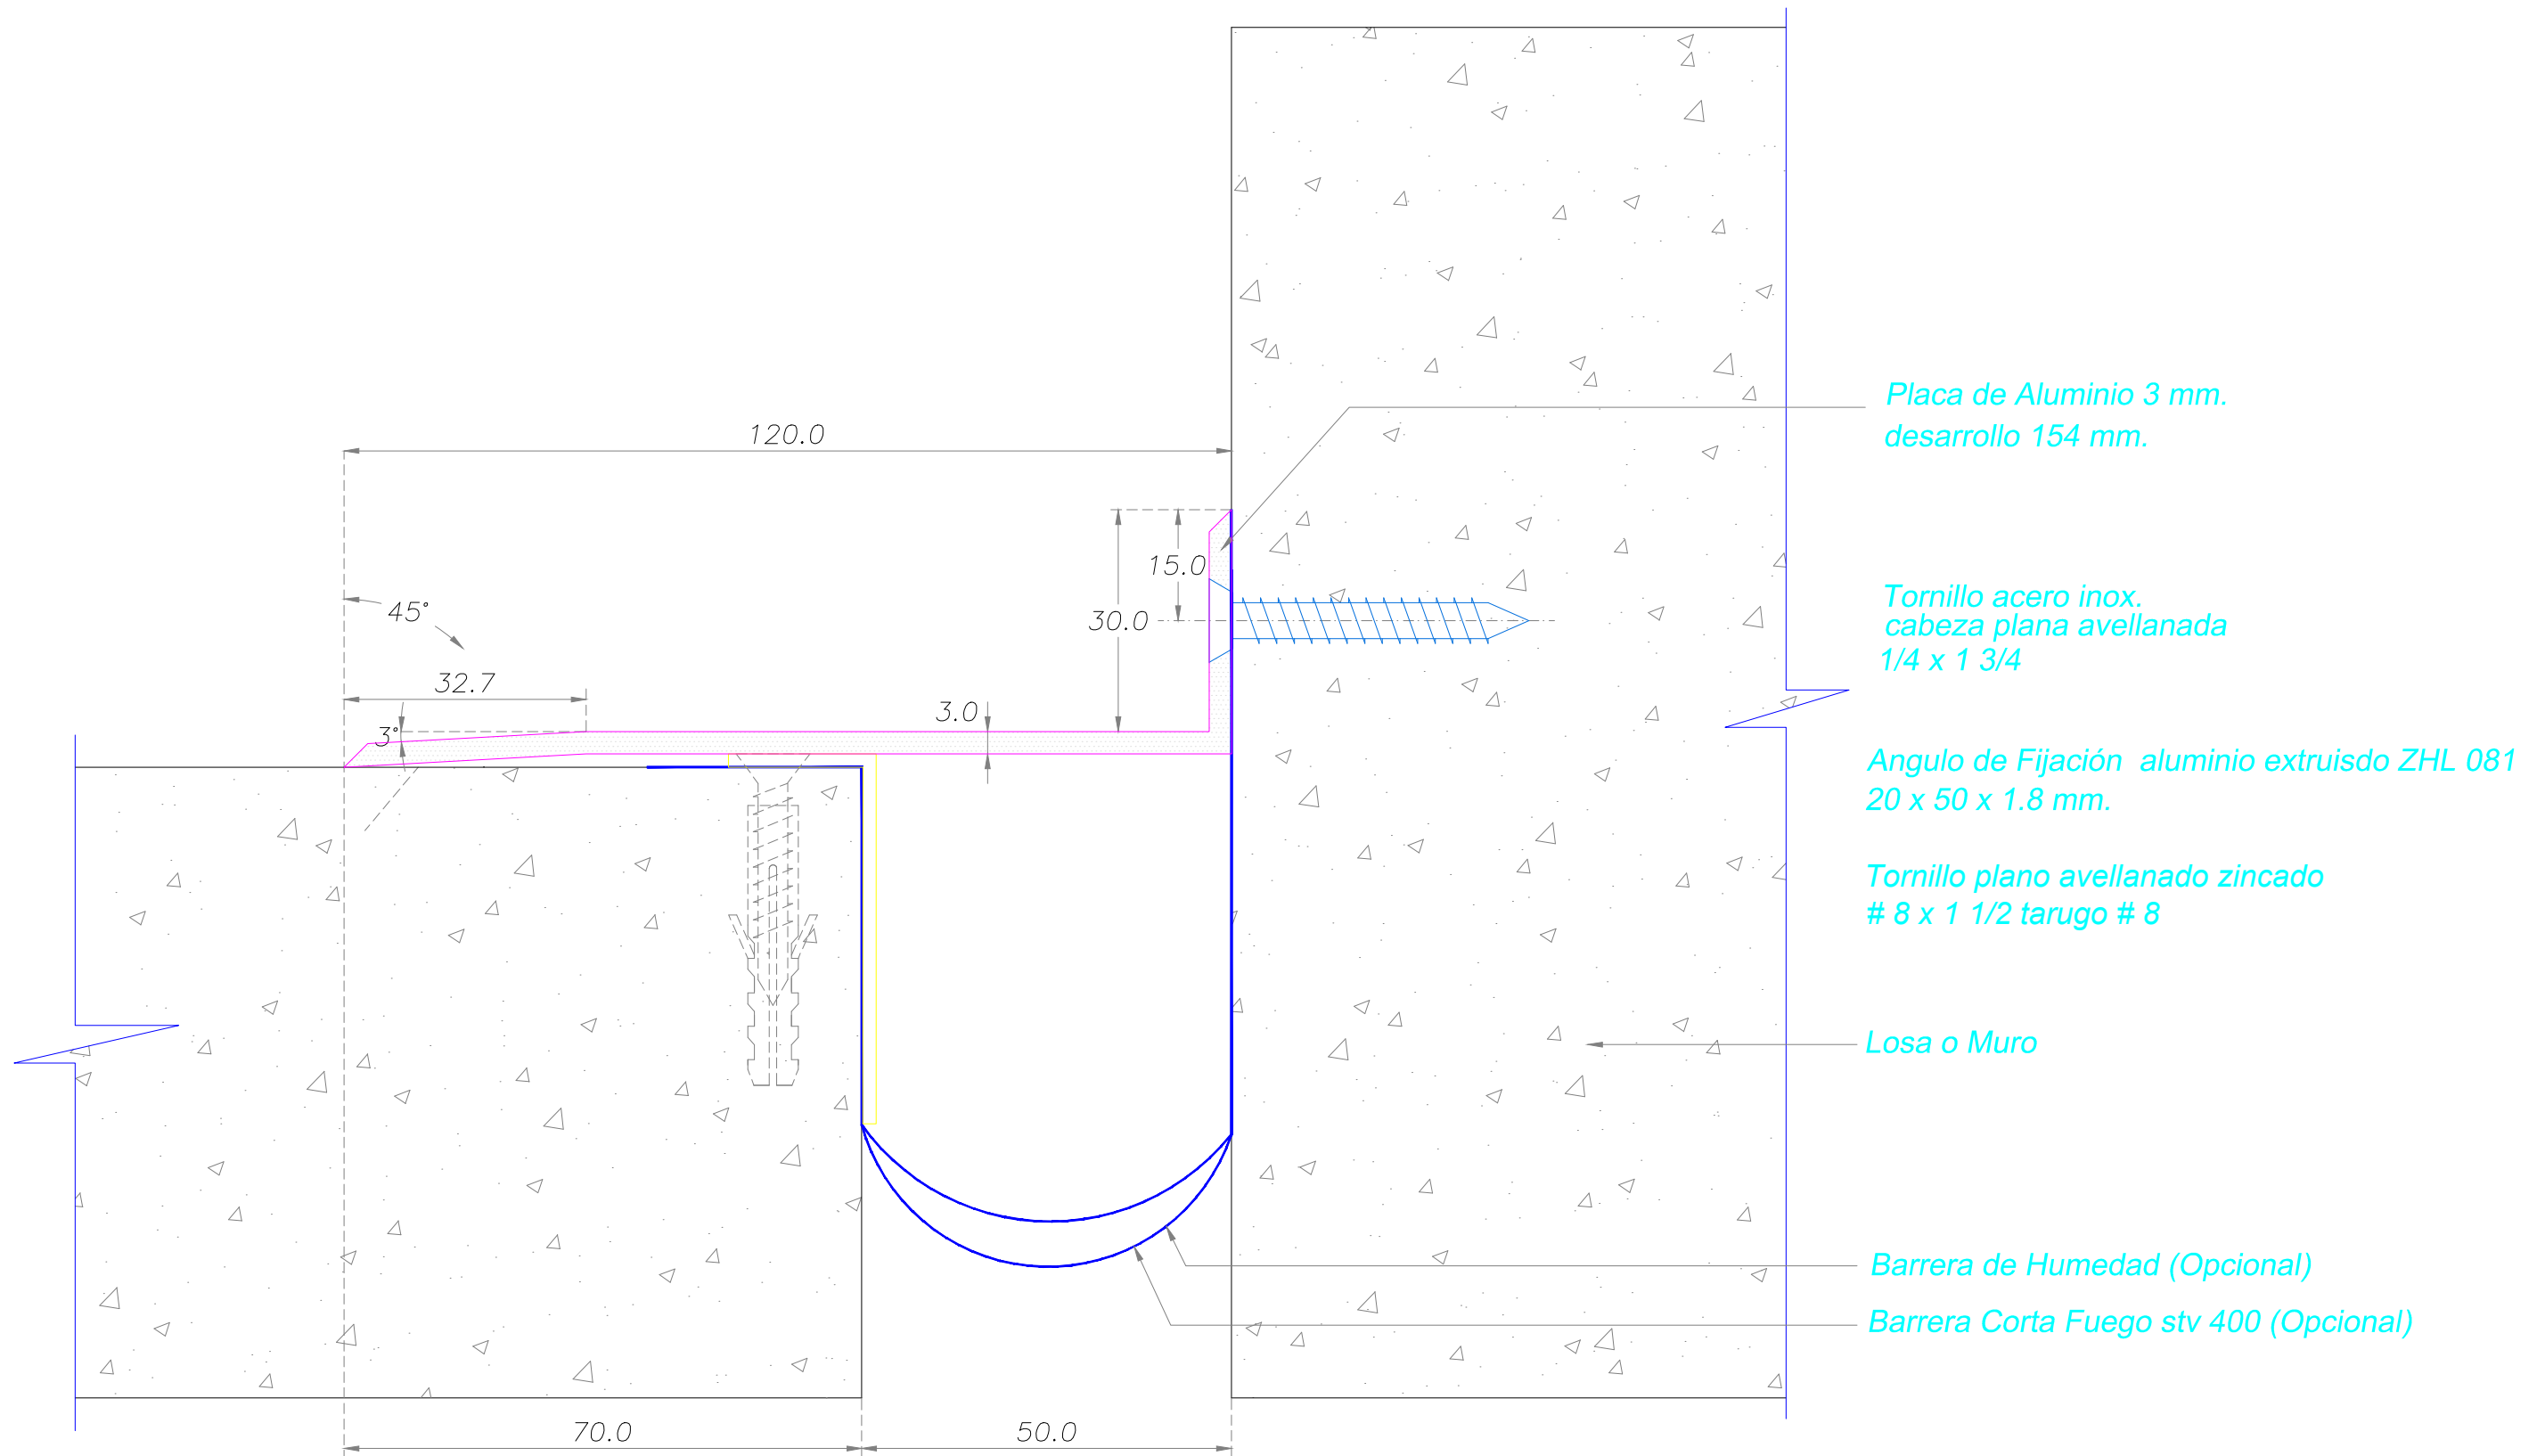 120.0
Placa de Aluminio 3 mm.
desarrollo 154 mm.
15.0
30.0
45°
Tornillo acero inox.
cabeza plana avellanada
1/4 x 1 3/4
32.7
3.0
3°
Angulo de Fijación aluminio extruisdo ZHL 081
20 x 50 x 1.8 mm.
Tornillo plano avellanado zincado
# 8 x 1 1/2 tarugo # 8
Losa o Muro
Barrera de Humedad (Opcional)
Barrera Corta Fuego stv 400 (Opcional)
70.0
50.0